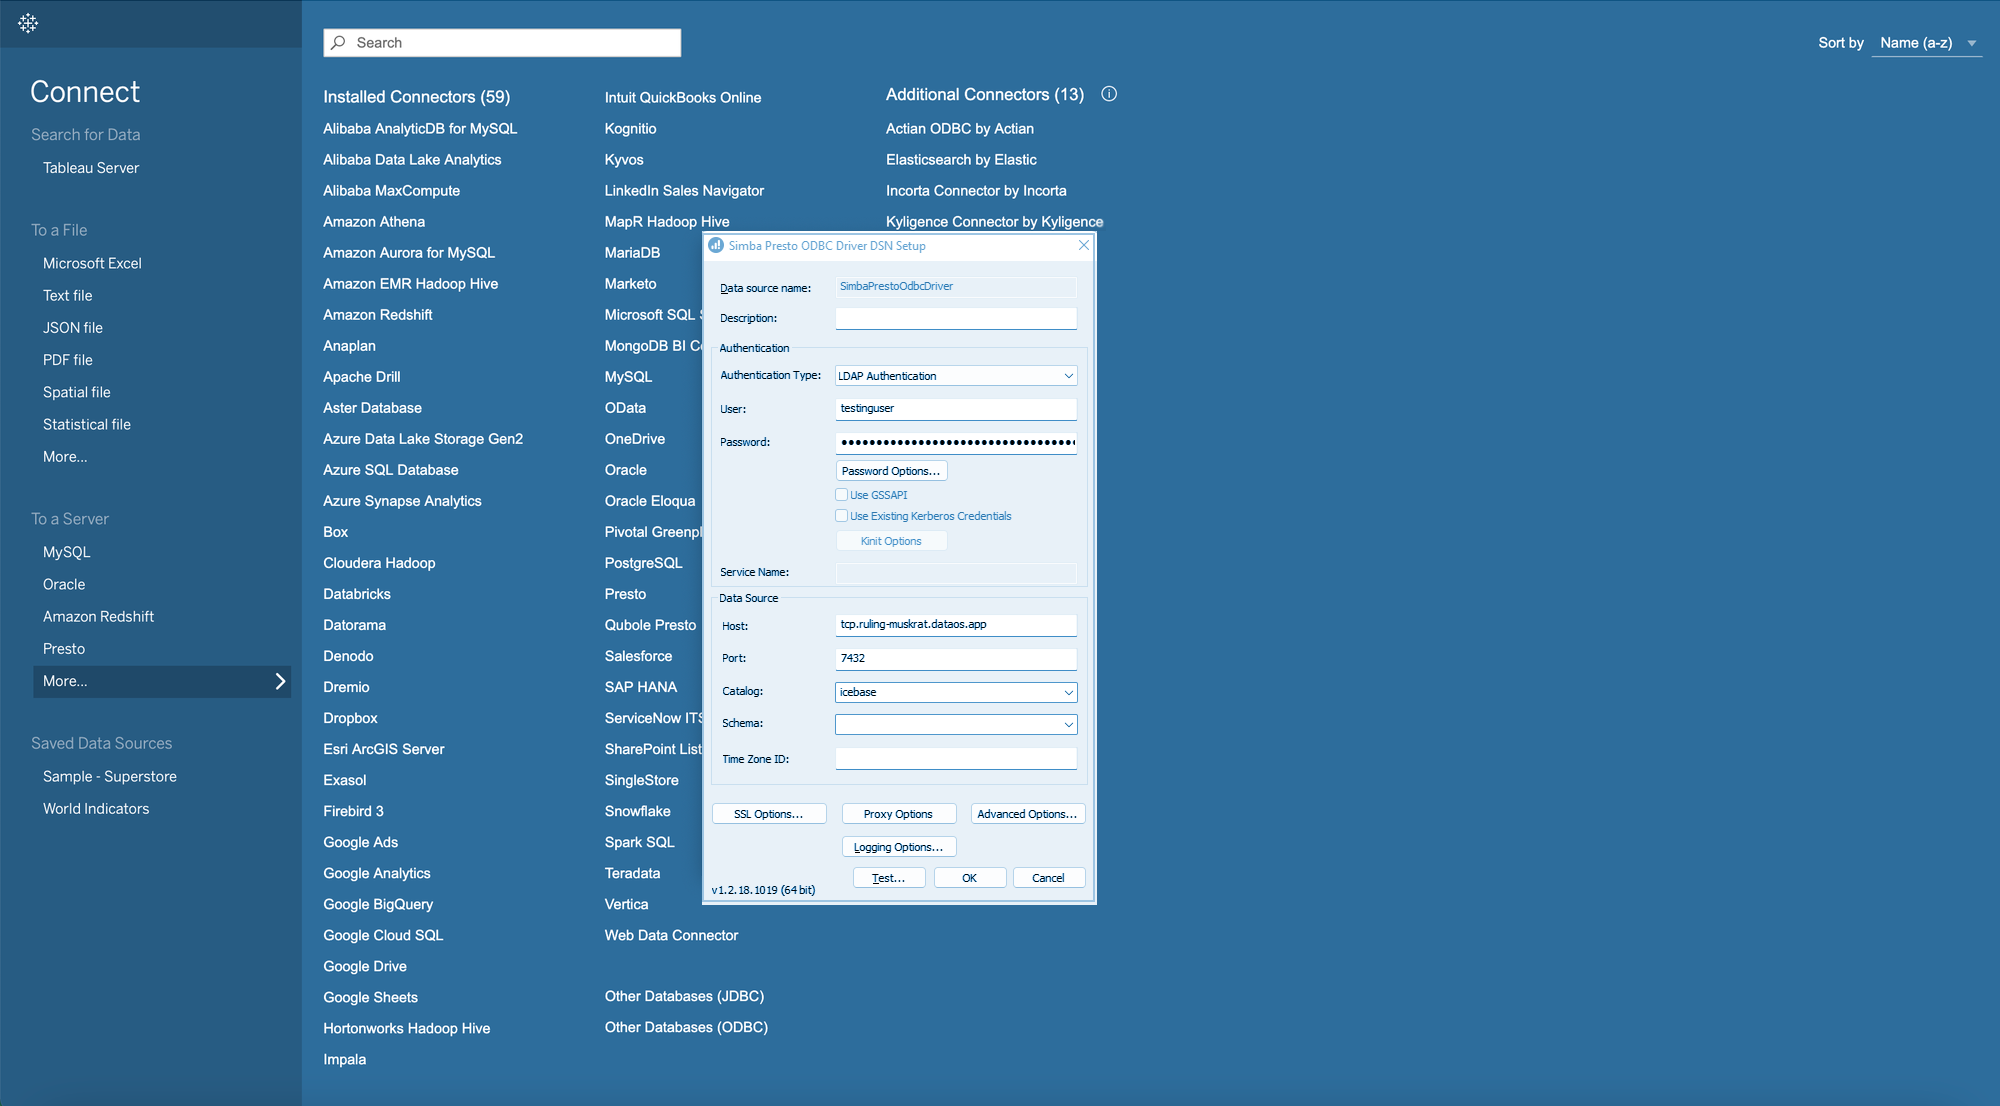 Connect
Search for Data
Tableau Server
To a File
Microsoft Excel
Text file
JSON file
PDF file
Spatial file
Statistical file
More...
To a Server
MySQL
Oracle
Amazon Redshift
Presto
More...
Saved Data Sources
Sample - Superstore
World Indicators
Search
Sort by Name (a-z)
Installed Connectors (59)
Alibaba AnalyticDB for MySQL
Alibaba Data Lake Analytics
Alibaba MaxCompute
Amazon Athena
Amazon Aurora for MySQL
Amazon EMR Hadoop Hive
Amazon Redshift
Anaplan
Apache Drill
Aster Database
Azure Data Lake Storage Gen2
Azure SQL Database
Azure Synapse Analytics
Box
Cloudera Hadoop
Databricks
Datorama
Denodo
Dremio
Dropbox
Esri ArcGIS Server
Exasol
Firebird 3
Google Ads
Google Analytics
Google BigQuery
Google Cloud SQL
Google Drive
Google Sheets
Hortonworks Hadoop Hive
Impala
Intuit QuickBooks Online
Kognitio
Kyvos
LinkedIn Sales Navigator
MapR Hadoop Hive
MariaDB
Marketo
Microsoft SQL
MongoDB BI
MySQL
OData
OneDrive
Oracle
Oracle Eloqua
Pivotal
PostgreSQL
Presto
Qubole Presto
Salesforce
SAP HANA
ServiceNow
SharePoint List
SingleStore
Snowflake
Spark SQL
Teradata
Vertica
Web Data Connector
Other Databases (JDBC)
Other Databases (ODBC)
Additional Connectors (13)
Actian ODBC by Actian
Elasticsearch by Elastic
Incorta Connector by Incorta
Kyligence Connector by Kyligence
Simba Presto ODBC Driver DSN Setup
Data source name: SimbaPrestoOdbcDriver
Description:
Authentication
Authentication Type: LDAP Authentication
User: testinguser
Password: 
Password Options...
Use GSSAPI
Use Existing Kerberos Credentials
Kinit Options
Service Name:
Data Source
Host: tcp.ruling-muskrat.dataos.app
Port: 7432
Catalog: icebase
Schema:
Time Zone ID:
SSL Options... Proxy Options Advanced Options...
Logging Options...
Test... OK Cancel
v1.2.18.1019 (64 bit)